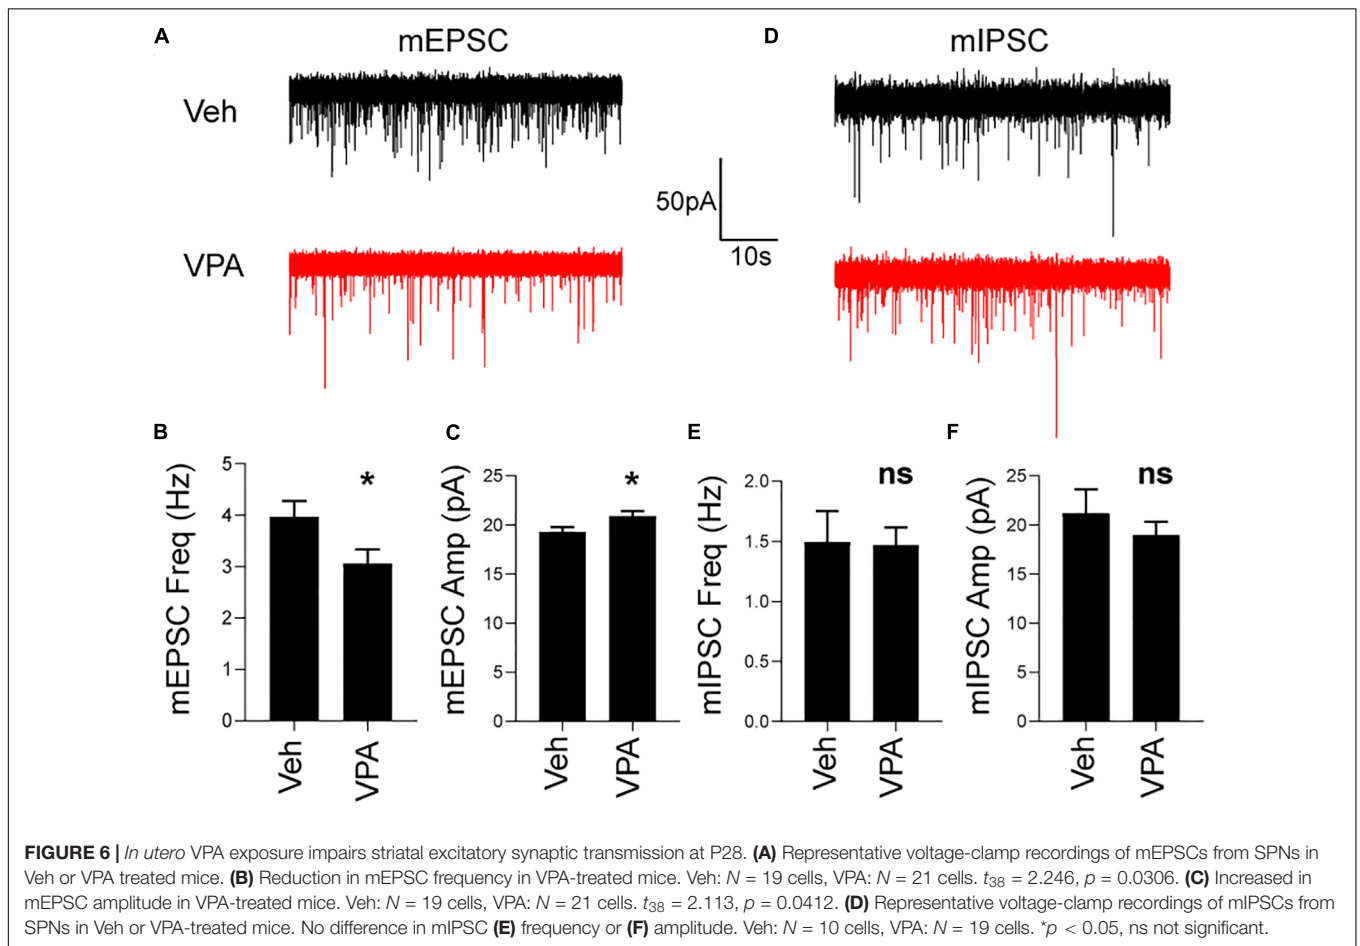 A
mEPSC
D
mIPSC
Veh
50pA
10s
VPA
B
mEPSC Freq (Hz)
5
4
3
2
1
0
*
Veh
VPA
C
mEPSC Amp (pA)
25
20
15
10
5
0
*
Veh
VPA
E
mIPSC Freq (Hz)
2.0
1.5
1.0
0.5
0.0
ns
Veh
VPA
F
mIPSC Amp (pA)
25
20
15
10
5
0
ns
Veh
VPA
FIGURE 6 | In utero VPA exposure impairs striatal excitatory synaptic transmission at P28. (A) Representative voltage-clamp recordings of mEPSCs from SPNs in
Veh or VPA treated mice. (B) Reduction in mEPSC frequency in VPA-treated mice. Veh: N = 19 cells, VPA: N = 21 cells. t38 = 2.246, p = 0.0306. (C) Increased in
mEPSC amplitude in VPA-treated mice. Veh: N = 19 cells, VPA: N = 21 cells. t38 = 2.113, p = 0.0412. (D) Representative voltage-clamp recordings of mIPSCs from
SPNs in Veh or VPA-treated mice. No difference in mIPSC (E) frequency or (F) amplitude. Veh: N = 10 cells, VPA: N = 19 cells. *p < 0.05, ns not significant.